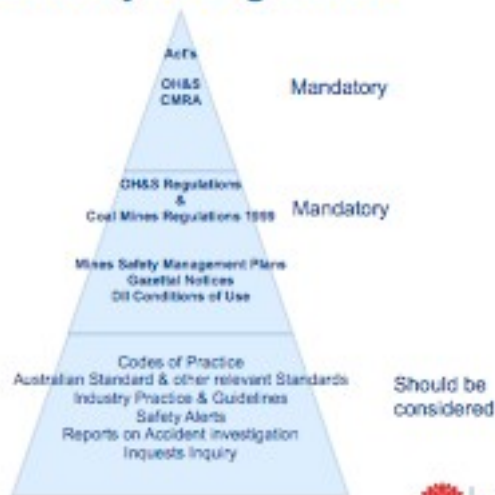 Act's
OH&S
CMRA
Mandatory
OH&S Regulations
&
Coal Mines Regulations 1999
Mandatory
Mines Safety Management Plans
Gazettal Notices
DII Conditions of Use
Codes of Practice
Australian Standard & other relevant Standards
Industry Practice & Guidelines
Safety Alerts
Reports on Accident investigation
Inquests Inquiry
Should be
considered